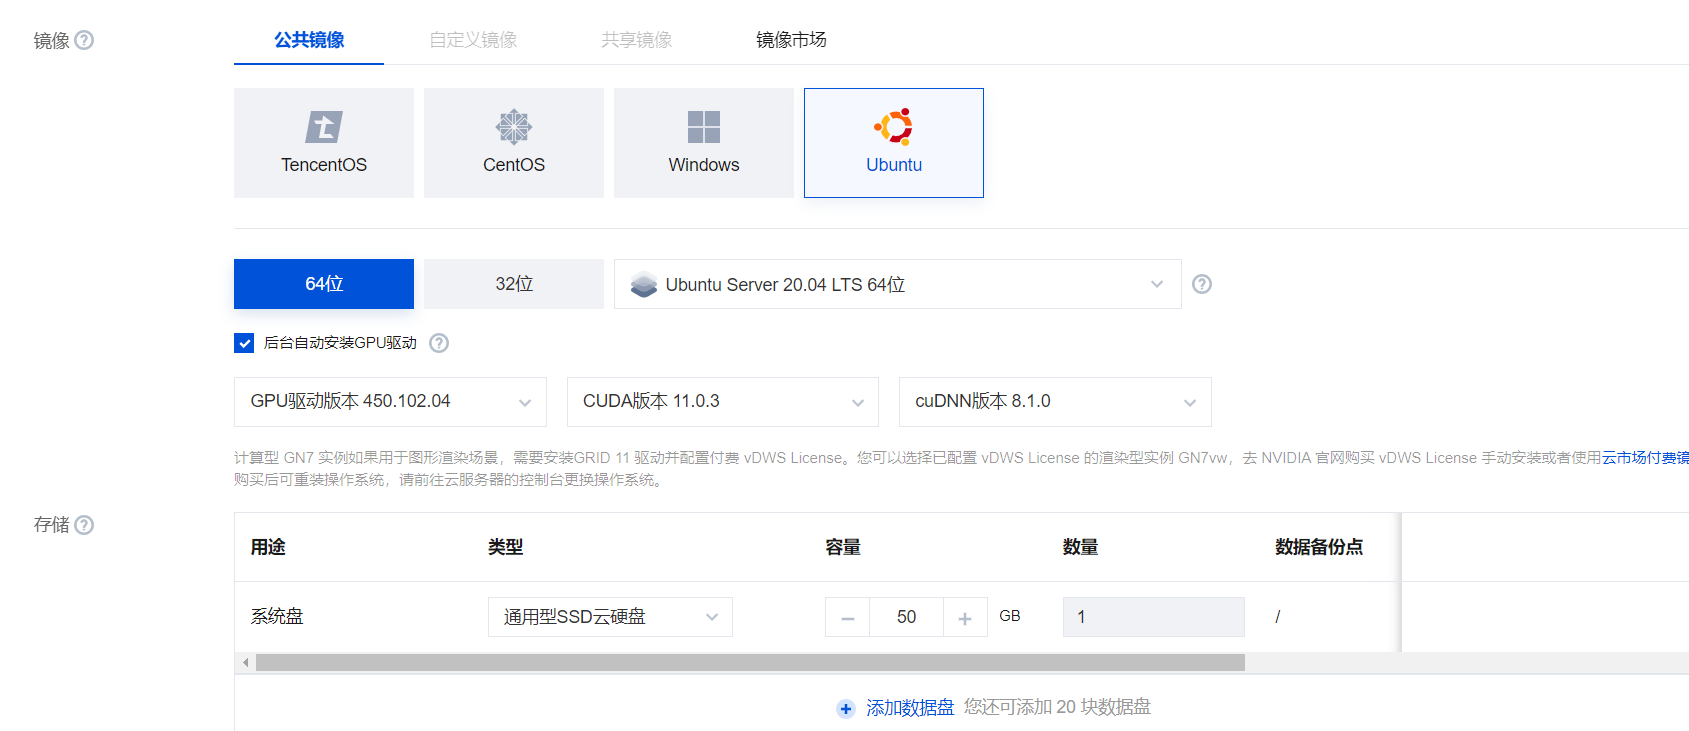 镜像 公共镜像 自定义镜像 共享镜像 镜像市场
TencentOS CentOS Windows Ubuntu
64位 32位 Ubuntu Server 20.04 LTS 64位
后台自动安装GPU驱动
GPU驱动版本 450.102.04 CUDA版本 11.0.3 cuDNN版本 8.1.0
计算型 GN7 实例如果用于图形渲染场景，需要安装GRID 11 驱动并配置付费 vDWS License。您可以选择已配置 vDWS License 的渲染型实例 GN7vw，去 NVIDIA 官网购买 vDWS License 手动安装或者使用云市场付费镜
购买后可重装操作系统，请前往云服务器的控制台更换操作系统。
存储
用途 类型 容量 数量 数据备份点
系统盘 通用型SSD云硬盘 50 GB 1 /
添加数据盘 您还可添加 20 块数据盘